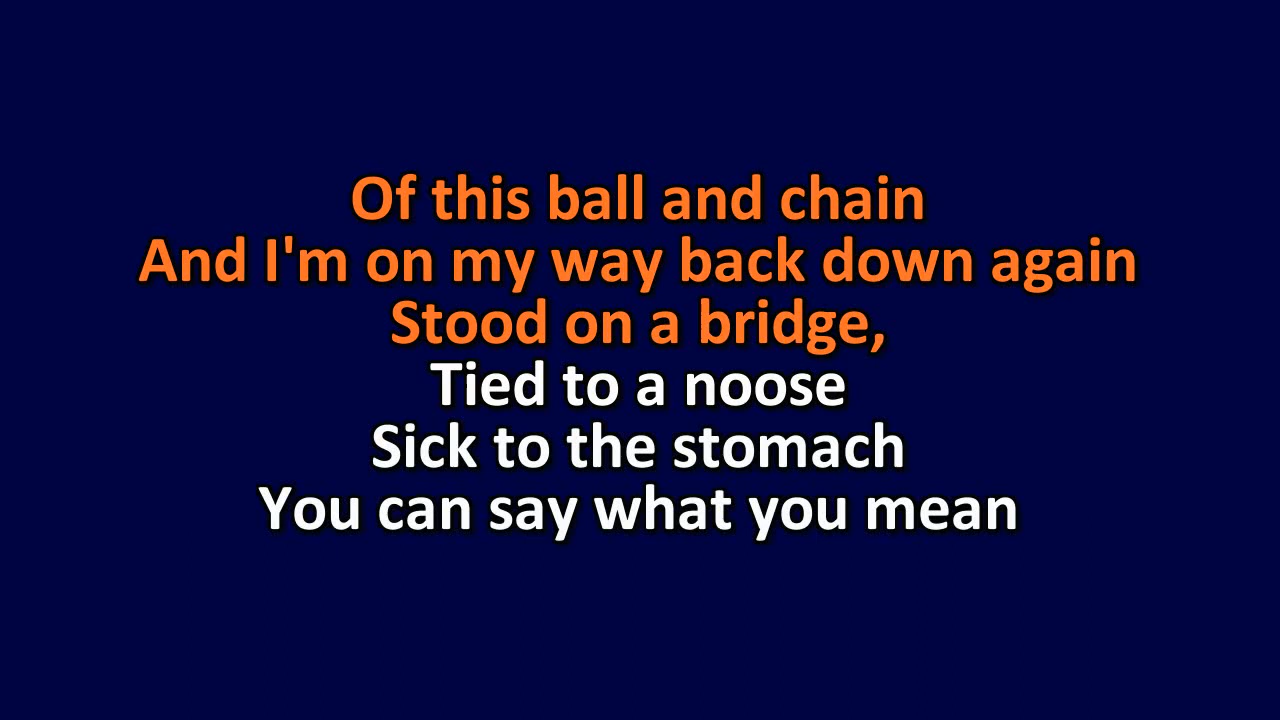 Of this ball and chain
And I'm on my way back down again
Stood on a bridge,
Tied to a noose
Sick to the stomach
You can say what you mean